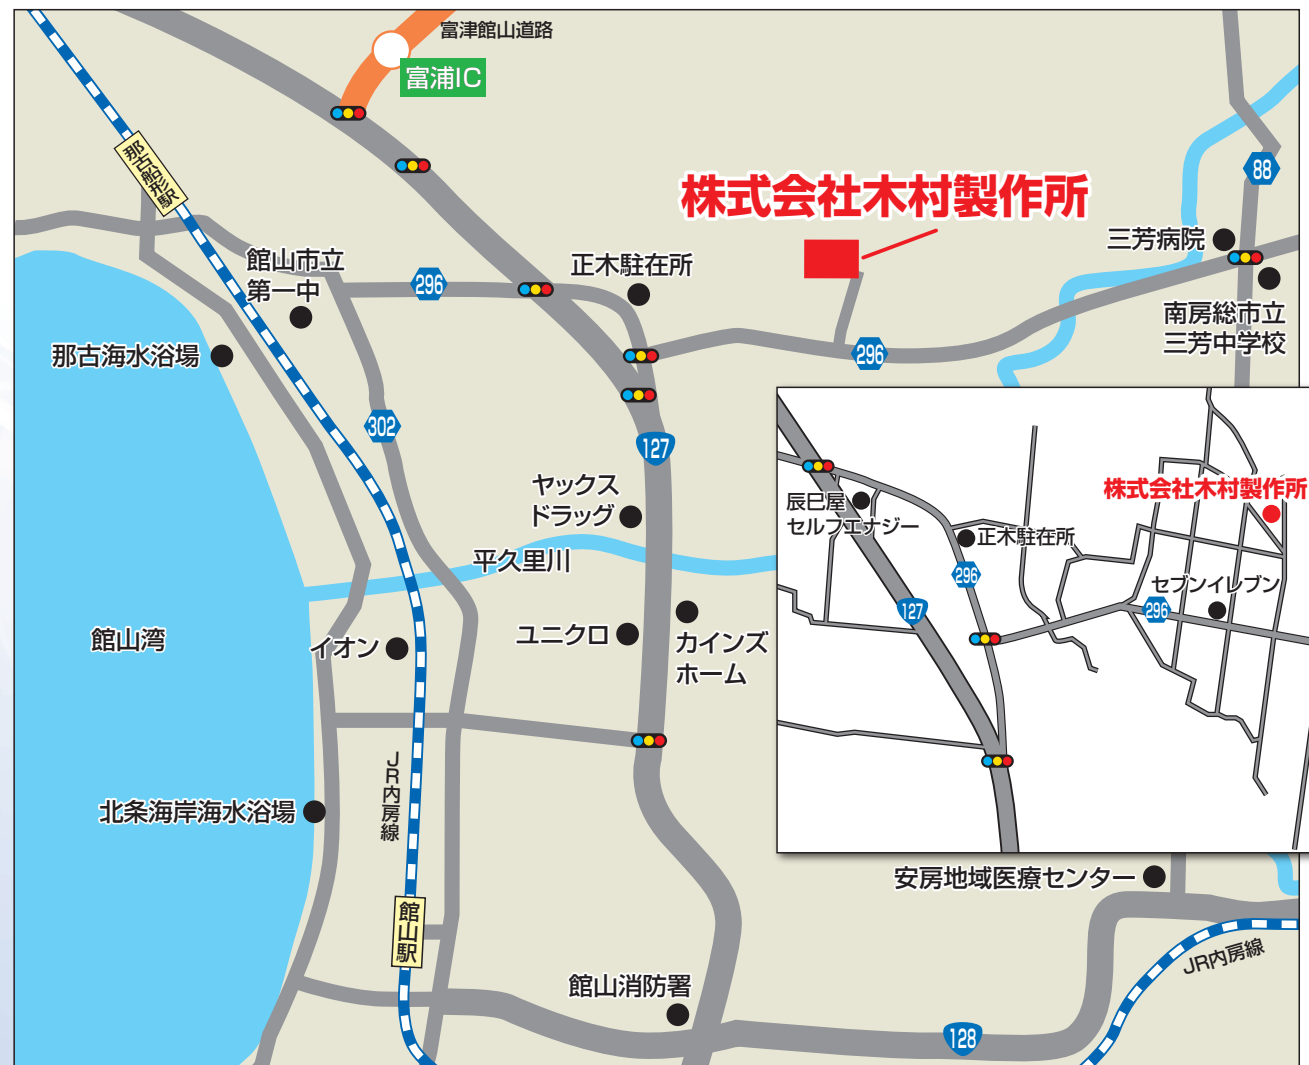 富津館山道路
富浦IC
那古船形駅
88
株式会社木村製作所
三芳病院
館山市立
第一中
296
正木駐在所
南房総市立
三芳中学校
那古海水浴場
296
302
127
ヤックス
ドラッグ
平久里川
館山湾
イオン
ユニクロ
カインズ
ホーム
JR内房線
北条海岸海水浴場
館山駅
館山消防署
128
安房地域医療センター
JR内房線
株式会社木村製作所
辰巳屋
セルフエナジー
正木駐在所
296
127
セブンイレブン
296